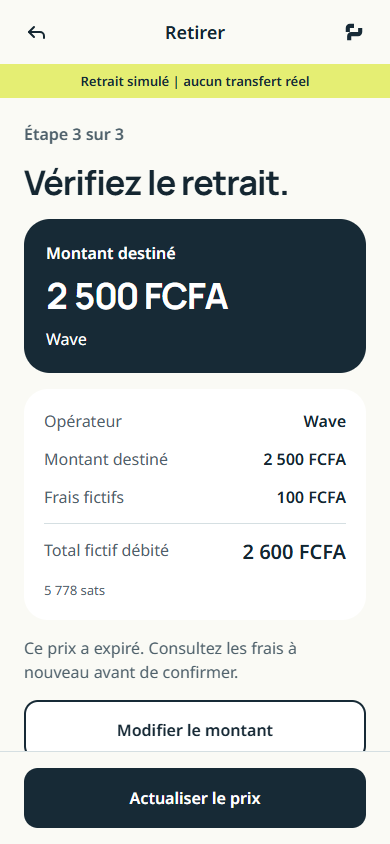 Retirer
Retrait simulé | aucun transfert réel
Étape 3 sur 3
Vérifiez le retrait.
Montant destiné
2 500 FCFA
Wave
Opérateur Wave
Montant destiné 2 500 FCFA
Frais fictifs 100 FCFA
Total fictif débité 2 600 FCFA
5 778 sats
Ce prix a expiré. Consultez les frais à
nouveau avant de confirmer.
Modifier le montant
Actualiser le prix